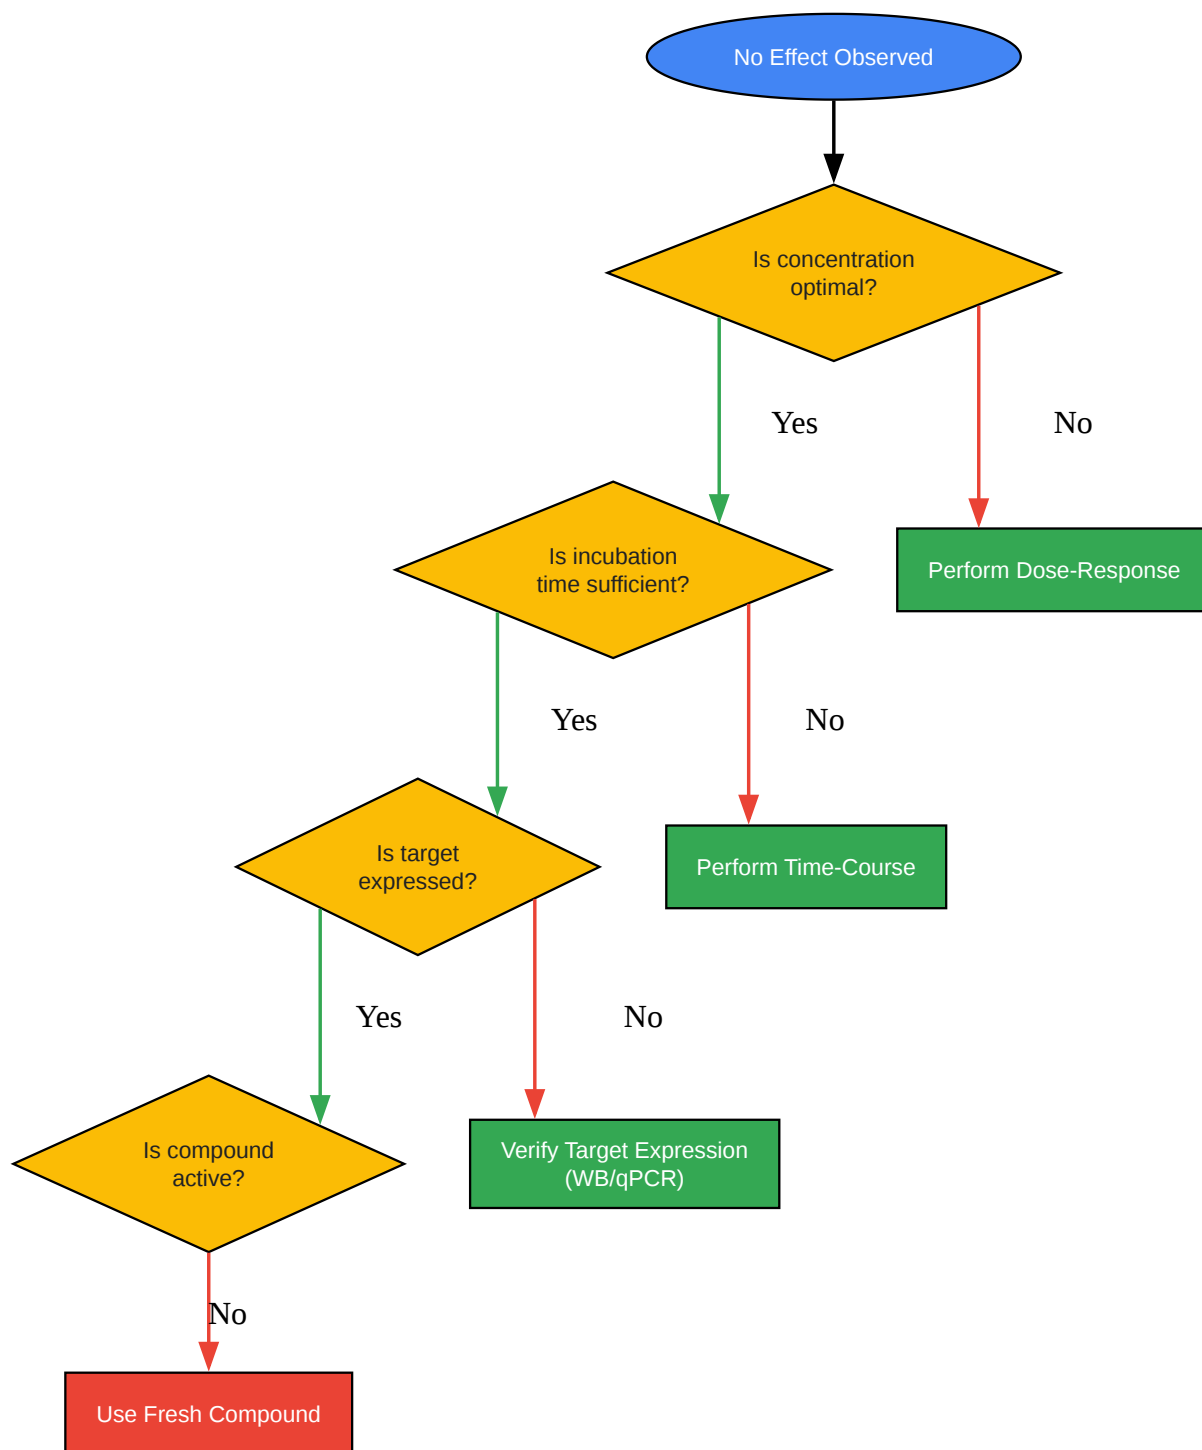 No Effect Observed
Is concentration
optimal?
Yes
No
Is incubation
time sufficient?
Perform Dose-Response
Yes
No
Is target
expressed?
Perform Time-Course
Yes
No
Is compound
active?
Verify Target Expression
(WB/qPCR)
No
Use Fresh Compound